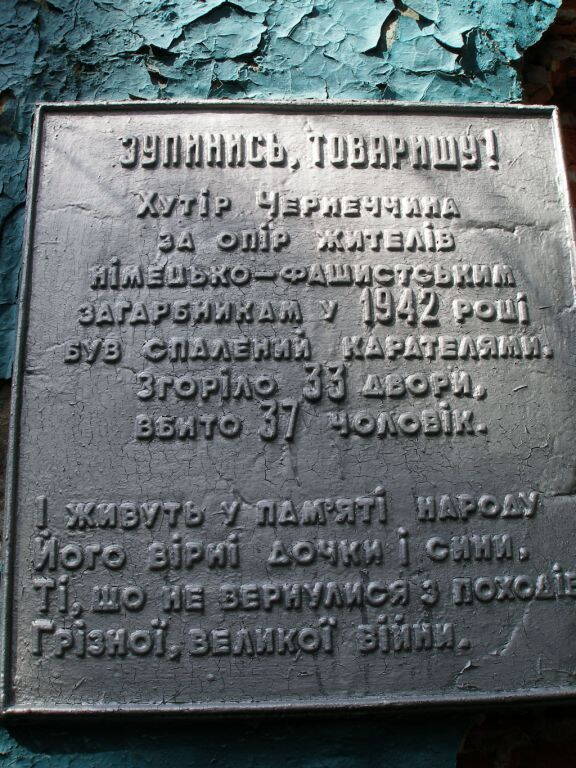 ЗУПИНИСЬ, ТОВАРИШУ!
ХУТІР ЧЕРНЕЧЧИНА
ЗА ОПІР ЖИТЕЛІВ
НІМЕЦЬКО-ФАШИСТСЬКИМ
ЗАГАРБНИКАМ У 1942 РОЦІ
БУВ СПАЛЕНИЙ КАРАТЕЛЯМИ.
ЗГОРІЛО 33 ДВОРИ,
ВБИТО 37 ЧОЛОВІК.
І ЖИВУТЬ У ПАМ'ЯТІ НАРОДУ
ЙОГО ВІРНІ ДОЧКИ І СИНИ,
ТІ, ЩО НЕ ВЕРНУЛИСЯ З ПОХОДІВ
ГРІЗНОЇ, ВЕЛИКОЇ ВІЙНИ.